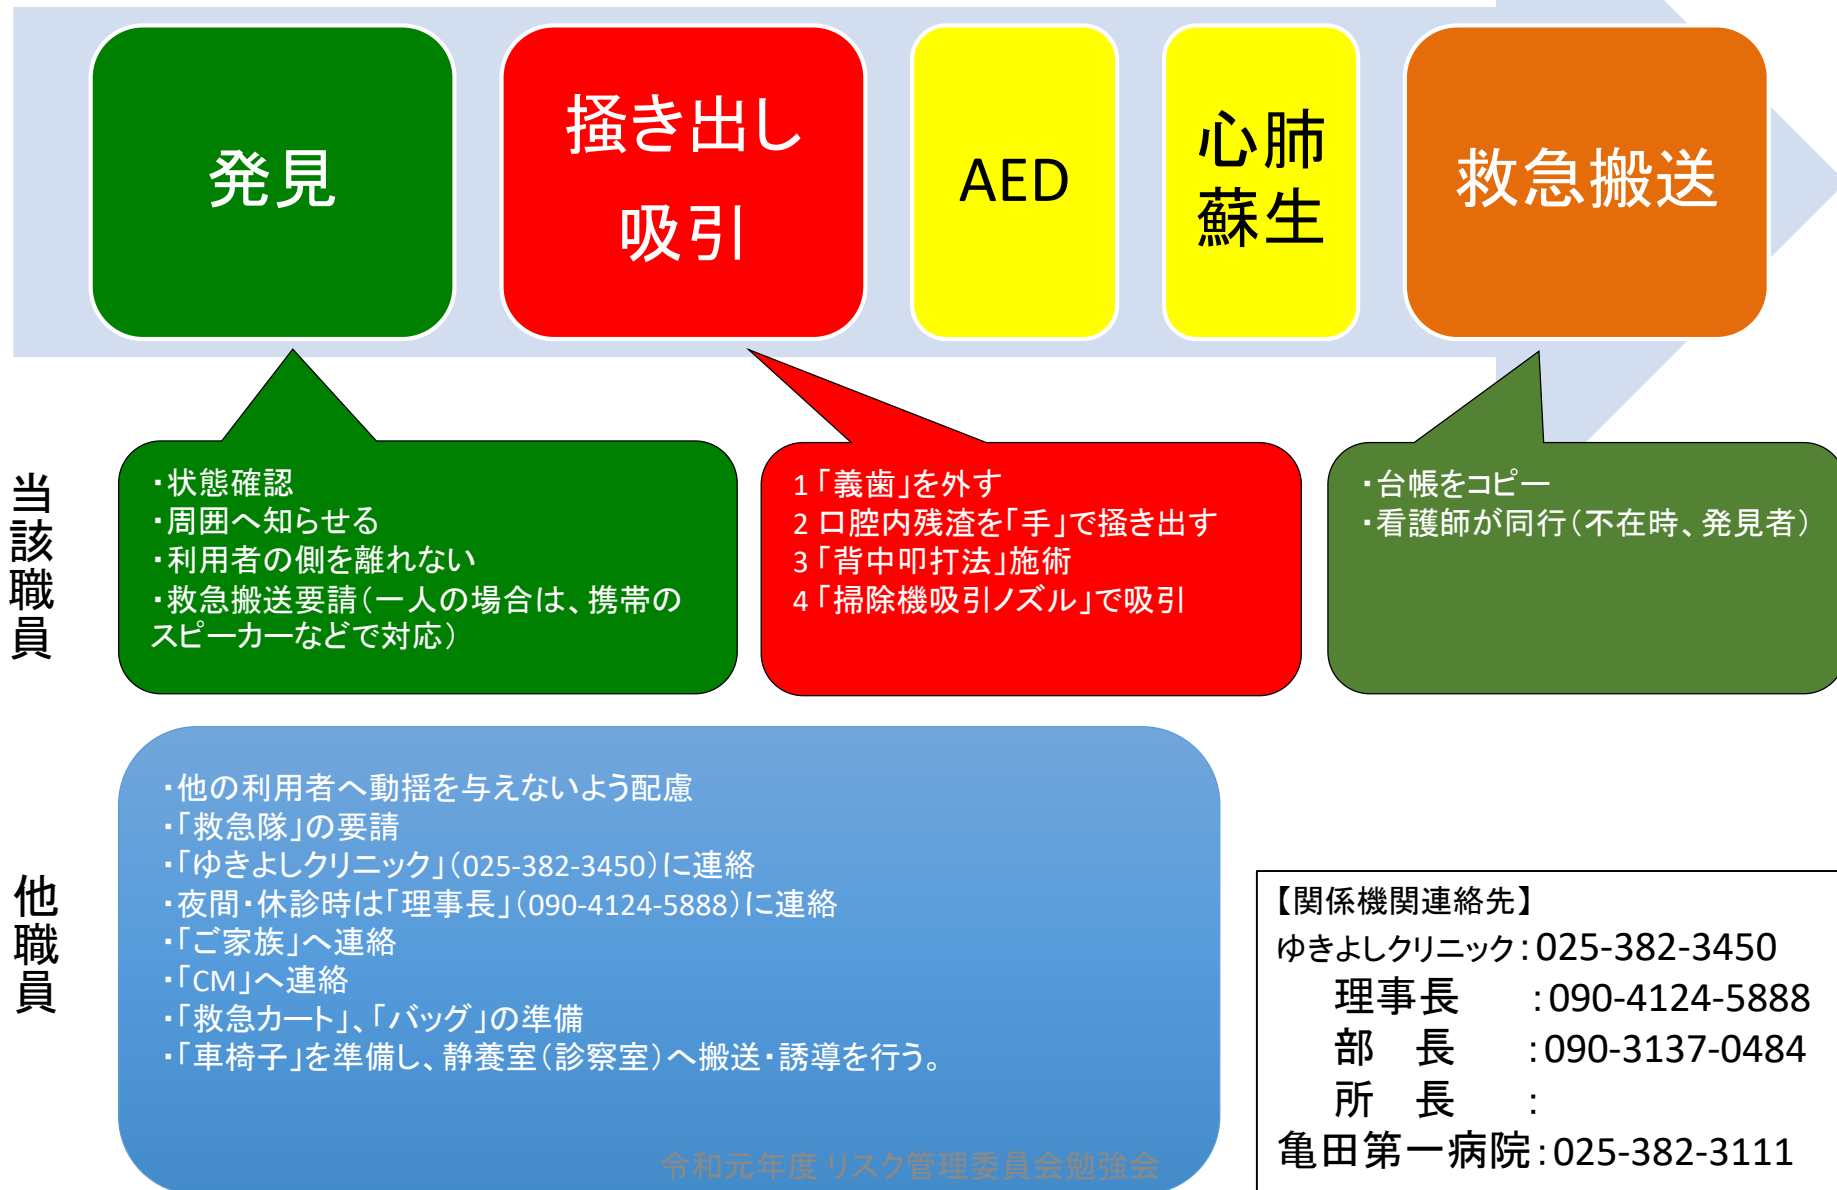 発見
掻き出し
吸引
AED
心肺
蘇生
救急搬送
当該職員
・状態確認
・周囲へ知らせる
・利用者の側を離れない
・救急搬送要請（一人の場合は、携帯の
スピーカーなどで対応）
1「義歯」を外す
2 口腔内残渣を「手」で掻き出す
3「背中叩打法」施術
4「掃除機吸引ノズル」で吸引
・台帳をコピー
・看護師が同行（不在時、発見者）
他職員
・他の利用者へ動揺を与えないよう配慮
・「救急隊」の要請
・「ゆきよしクリニック」（025-382-3450）に連絡
・夜間・休診時は「理事長」（090-4124-5888）に連絡
・「ご家族」へ連絡
・「CM」へ連絡
・「救急カート」、「バッグ」の準備
・「車椅子」を準備し、静養室（診察室）へ搬送・誘導を行う。
令和元年度 リスク管理委員会勉強会
【関係機関連絡先】
ゆきよしクリニック：025-382-3450
理事長　：090-4124-5888
部　長　：090-3137-0484
所　長　：
亀田第一病院：025-382-3111